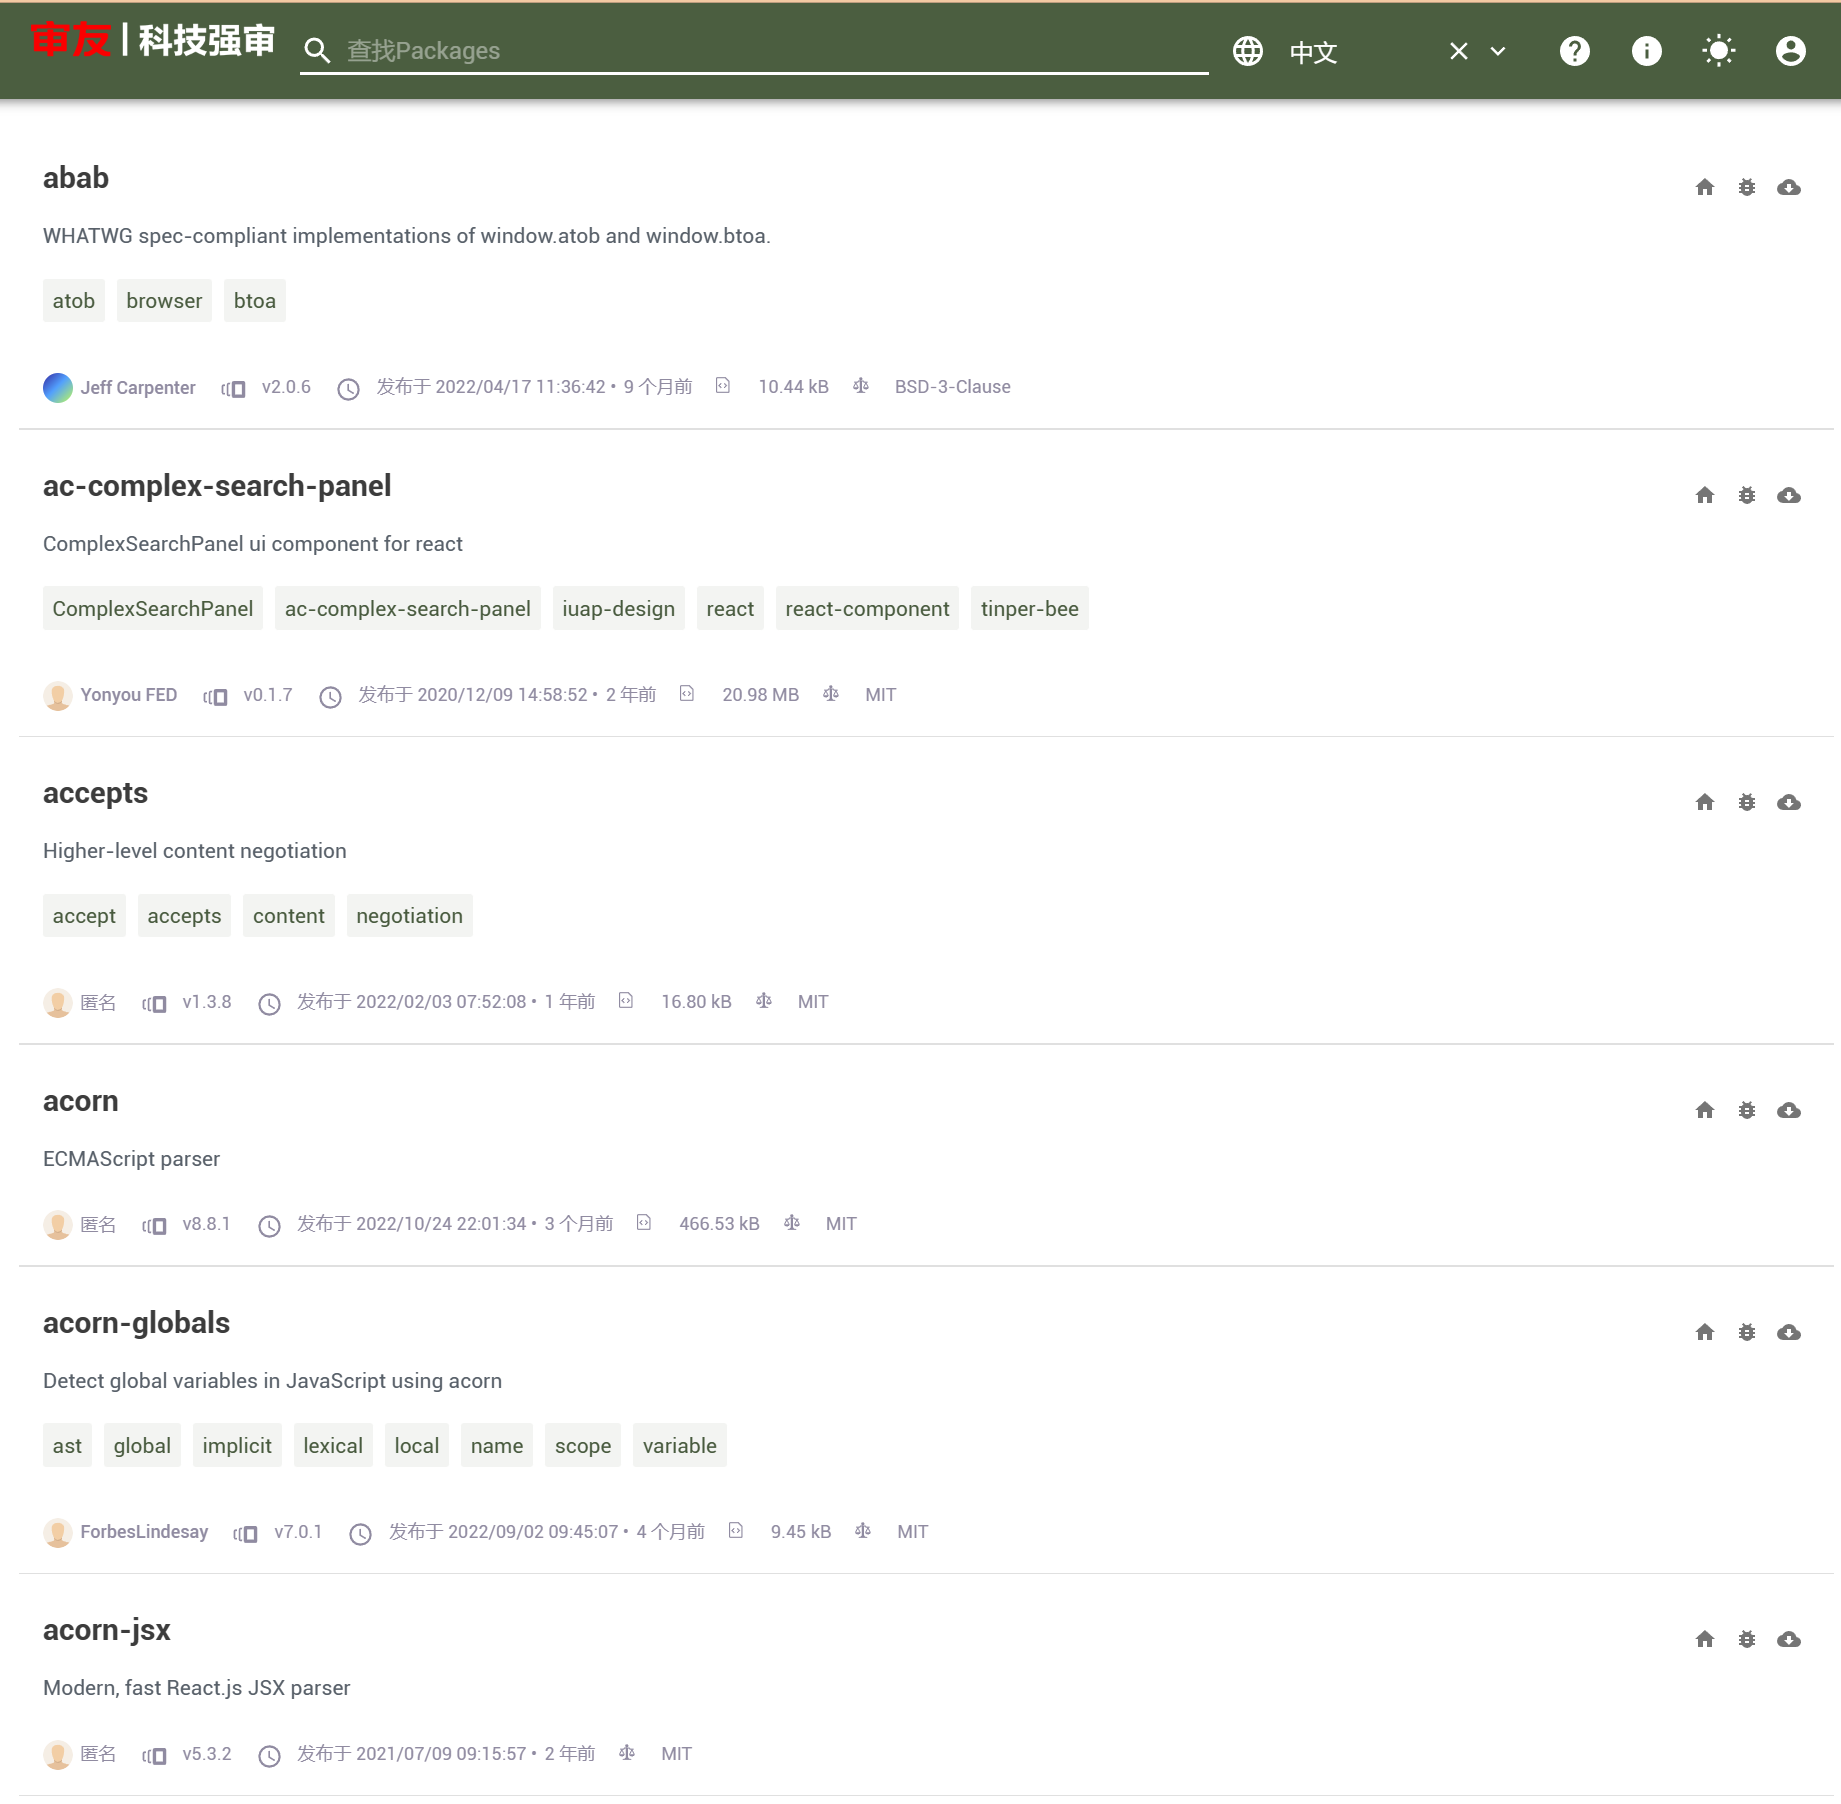 审友 | 科技强审
查找Packages
中文
abab
WHATWG spec-compliant implementations of window.atob and window.btoa.
atob browser btoa
Jeff Carpenter v2.0.6 发布于 2022/04/17 11:36:42 • 9 个月前 10.44 kB BSD-3-Clause
ac-complex-search-panel
ComplexSearchPanel ui component for react
ComplexSearchPanel ac-complex-search-panel iuap-design react react-component tinper-bee
Yonyou FED v0.1.7 发布于 2020/12/09 14:58:52 • 2 年前 20.98 MB MIT
accepts
Higher-level content negotiation
accept accepts content negotiation
匿名 v1.3.8 发布于 2022/02/03 07:52:08 • 1 年前 16.80 kB MIT
acorn
ECMAScript parser
匿名 v8.8.1 发布于 2022/10/24 22:01:34 • 3 个月前 466.53 kB MIT
acorn-globals
Detect global variables in JavaScript using acorn
ast global implicit lexical local name scope variable
ForbesLindesay v7.0.1 发布于 2022/09/02 09:45:07 • 4 个月前 9.45 kB MIT
acorn-jsx
Modern, fast React.js JSX parser
匿名 v5.3.2 发布于 2021/07/09 09:15:57 • 2 年前 MIT